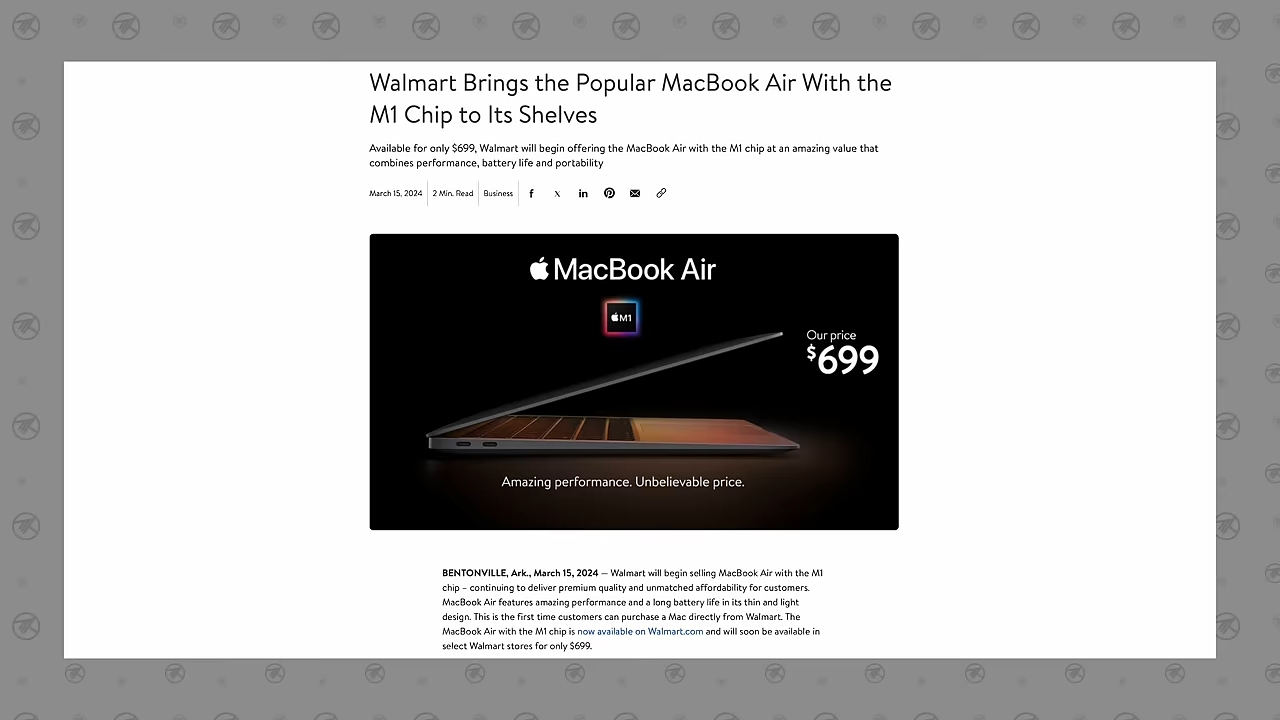 Walmart Brings the Popular MacBook Air With the
M1 Chip to Its Shelves
Available for only $699, Walmart will begin offering the MacBook Air with the M1 chip at an amazing value that
combines performance, battery life and portability
March 15, 2024 2 Min. Read Business
MacBook Air
M1
Our price
$699
Amazing performance. Unbelievable price.
BENTONVILLE, Ark., March 15, 2024 — Walmart will begin selling MacBook Air with the M1
chip – continuing to deliver premium quality and unmatched affordability for customers.
MacBook Air features amazing performance and a long battery life in its thin and light
design. This is the first time customers can purchase a Mac directly from Walmart. The
MacBook Air with the M1 chip is now available on Walmart.com and will soon be available in
select Walmart stores for only $699.